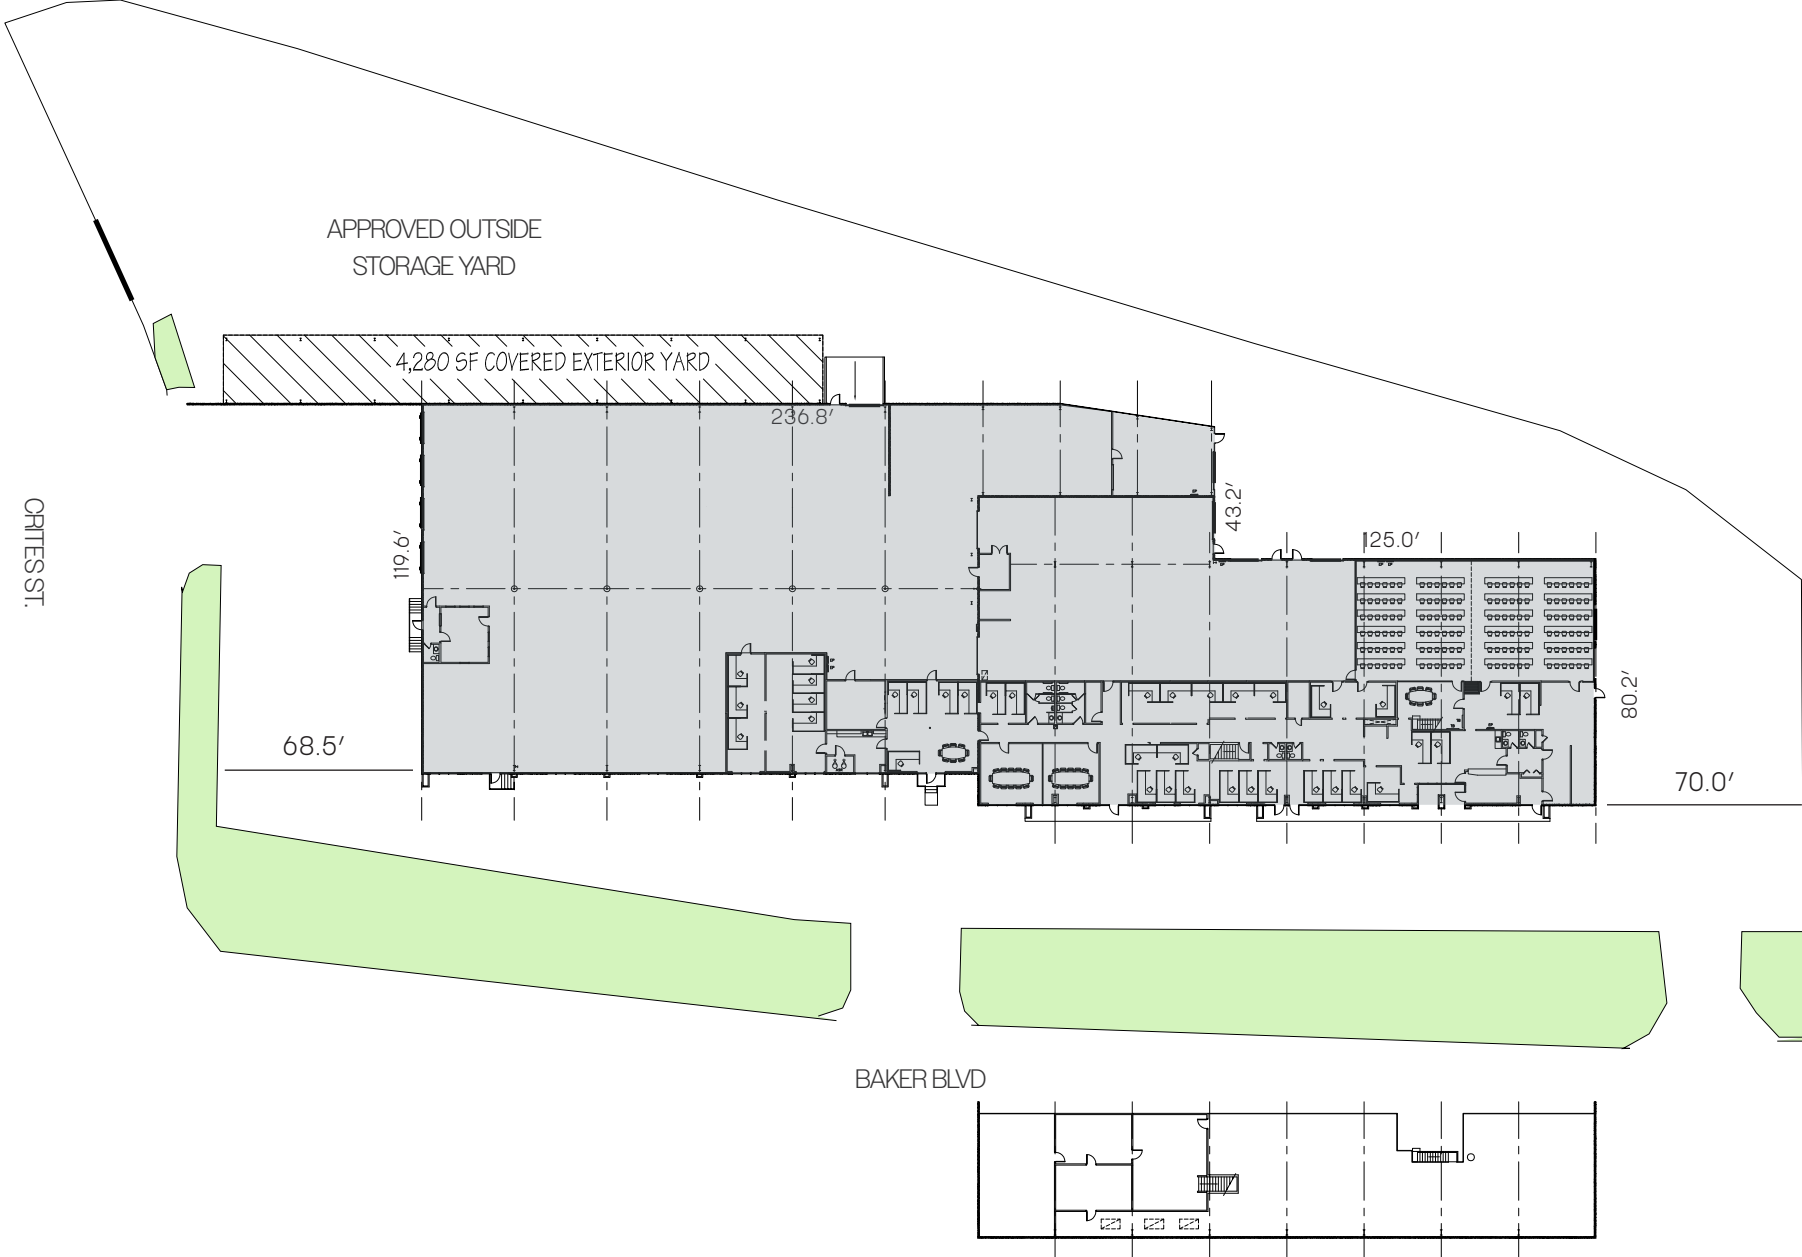 APPROVED OUTSIDE
STORAGE YARD
4,280 SF COVERED EXTERIOR YARD
236.8′
43.2′
125.0′
119.6′
CRITES ST.
80.2′
68.5′
70.0′
BAKER BLVD